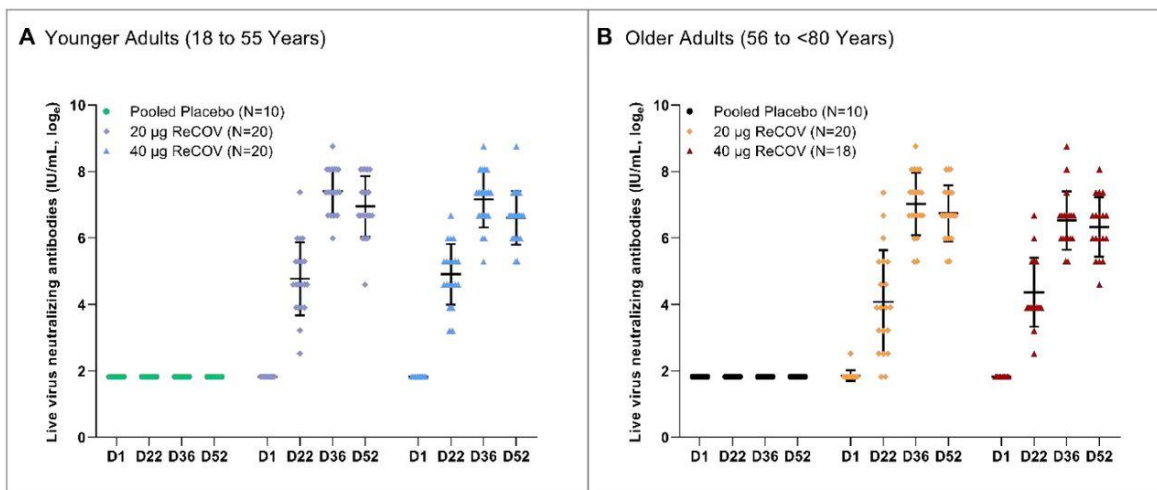 A Younger Adults (18 to 55 Years)
Live virus neutralizing antibodies (IU/mL, logₑ)
10
8
6
4
2
0
Pooled Placebo (N=10)
20 µg ReCOV (N=20)
40 µg ReCOV (N=20)
D1 D22 D36 D52 D1 D22 D36 D52 D1 D22 D36 D52
B Older Adults (56 to <80 Years)
Live virus neutralizing antibodies (IU/mL, logₑ)
10
8
6
4
2
0
Pooled Placebo (N=10)
20 µg ReCOV (N=20)
40 µg ReCOV (N=18)
D1 D22 D36 D52 D1 D22 D36 D52 D1 D22 D36 D52